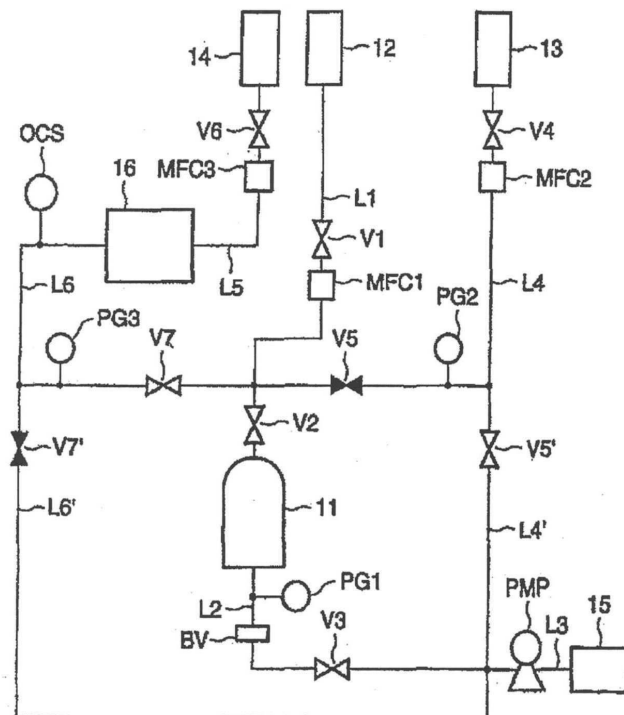 14
12
13
V6
V4
OCS
MFC3
MFC2
16
L1
V1
L5
L6
MFC1
L4
PG3
V7
V5
PG2
V2
V7'
V5'
L6'
11
L4'
PG1
L2
PMP
L3
15
V3
BV